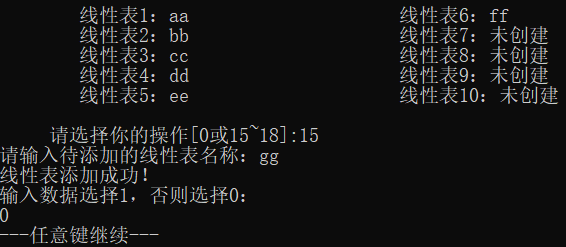 线性表1：aa 线性表6：ff
线性表2：bb 线性表7：未创建
线性表3：cc 线性表8：未创建
线性表4：dd 线性表9：未创建
线性表5：ee 线性表10：未创建
请选择你的操作[0或15~18]:15
请输入待添加的线性表名称：gg
线性表添加成功！
输入数据选择1，否则选择0：
0
---任意键继续---